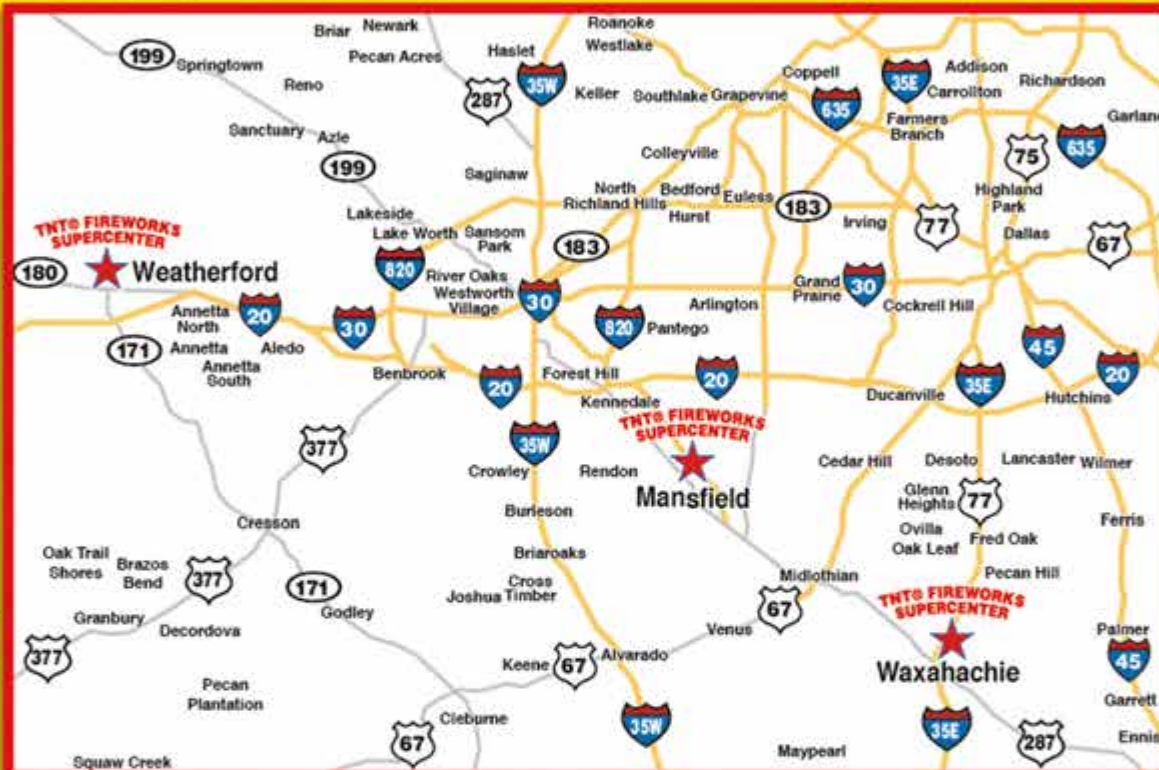 Roanoke
Newark
Briar
Westlake
Haslet
Pecan Acres
199
35W
Springtown
Coppell
35E
Addison
Richardson
Reno
287
Keller
Southlake
Grapevine
635
Carrollton
Farmers
Branch
Garland
Sanctuary
Azle
75
635
199
Colleyville
Saginaw
North
Richland Hills
Bedford
Hurst
Euless
183
Highland
Park
Lakeside
Lake Worth
Sansom
Park
Irving
77
Dallas
67
TNT® FIREWORKS
SUPERCENTER
183
180
Weatherford
820
River Oaks
Westworth
Village
30
Grand
Prairie
30
Cockrell Hill
Arlington
Annetta
North
20
30
820
Pantego
45
171
Annetta
Aledo
Annetta
South
Benbrook
20
Forest Hill
20
Ducanville
35E
Hutchins
20
Kennedale
TNT® FIREWORKS
SUPERCENTER
Mansfield
377
35W
Crowley
Rendon
Cedar Hill
Desoto
Lancaster
Wilmer
Glenn
Heights
77
Burleson
Cresson
Ovilla
Oak Leaf
Fred Oak
Ferris
Oak Trail
Shores
Brazos
Bend
377
171
Briaroaks
Cross
Timber
Joshua
Midlothian
Pecan Hill
TNT® FIREWORKS
SUPERCENTER
Waxahachie
Granbury
Decordova
Godley
67
Venus
Palmer
377
Keene
67
Alvarado
45
Pecan
Plantation
Cleburne
67
35W
35E
Garrett
287
Ennis
Maypearl
Squaw Creek